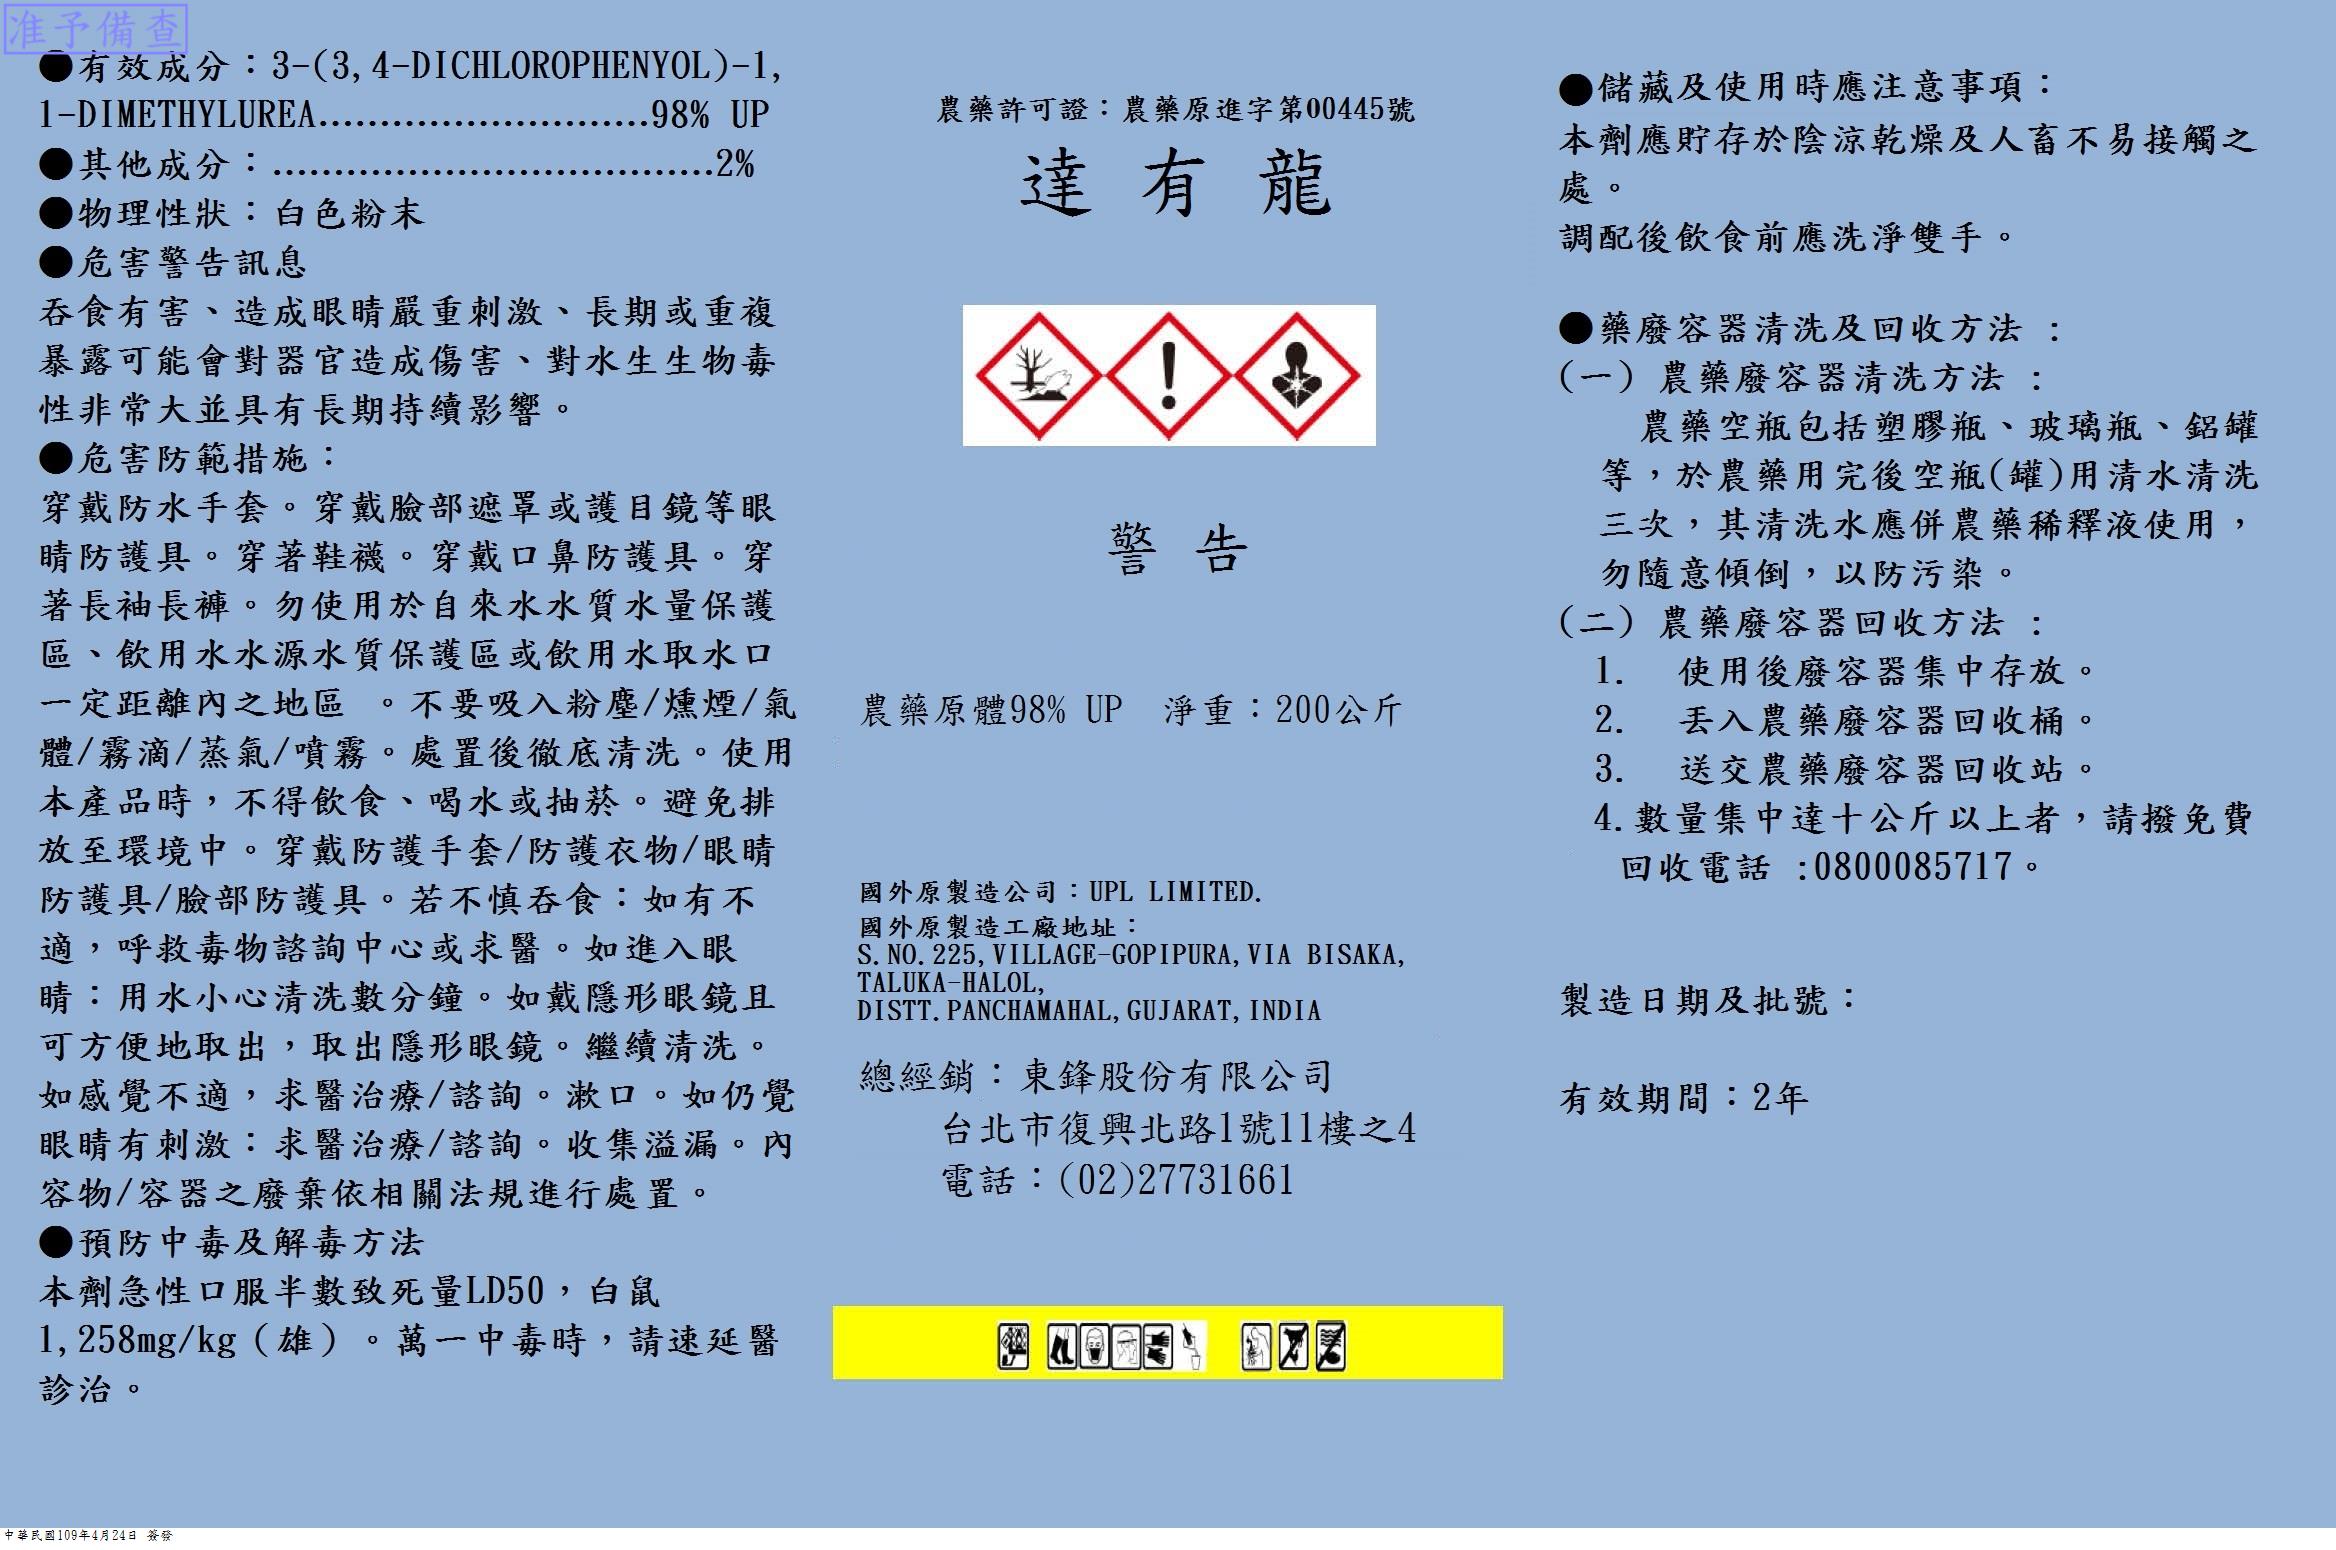 准予備查
●有效成分：3-(3,4-DICHLOROPHENYOL)-1,
1-DIMETHYLUREA...........................98% UP
●其他成分：....................................2%
●物理性狀：白色粉末
●危害警告訊息
吞食有害、造成眼睛嚴重刺激、長期或重複
暴露可能會對器官造成傷害、對水生生物毒
性非常大並具有長期持續影響。
●危害防範措施：
穿戴防水手套。穿戴臉部遮罩或護目鏡等眼
睛防護具。穿著鞋襪。穿戴口鼻防護具。穿
著長袖長褲。勿使用於自來水水質水量保護
區、飲用水水源水質保護區或飲用水取水口
一定距離內之地區 。不要吸入粉塵/燻煙/氣
體/霧滴/蒸氣/噴霧。處置後徹底清洗。使用
本產品時，不得飲食、喝水或抽菸。避免排
放至環境中。穿戴防護手套/防護衣物/眼睛
防護具/臉部防護具。若不慎吞食：如有不
適，呼救毒物諮詢中心或求醫。如進入眼
睛：用水小心清洗數分鐘。如戴隱形眼鏡且
可方便地取出，取出隱形眼鏡。繼續清洗。
如感覺不適，求醫治療/諮詢。漱口。如仍覺
眼睛有刺激：求醫治療/諮詢。收集溢漏。內
容物/容器之廢棄依相關法規進行處置。
●預防中毒及解毒方法
本劑急性口服半數致死量LD50，白鼠
1,258mg/kg（雄）。萬一中毒時，請速延醫
診治。
農藥許可證：農藥原進字第00445號
達有龍
警告
農藥原體98% UP 淨重：200公斤
國外原製造公司：UPL LIMITED.
國外原製造工廠地址：
S.NO.225,VILLAGE-GOPIPURA,VIA BISAKA,
TALUKA-HALOL,
DISTT.PANCHAMAHAL,GUJARAT,INDIA
總經銷：東鋒股份有限公司
台北市復興北路1號11樓之4
電話：(02)27731661
●儲藏及使用時應注意事項：
本劑應貯存於陰涼乾燥及人畜不易接觸之
處。
調配後飲食前應洗淨雙手。
●藥廢容器清洗及回收方法 :
(一) 農藥廢容器清洗方法 :
農藥空瓶包括塑膠瓶、玻璃瓶、鋁罐
等，於農藥用完後空瓶(罐)用清水清洗
三次，其清洗水應併農藥稀釋液使用，
勿隨意傾倒，以防污染。
(二) 農藥廢容器回收方法 :
1. 使用後廢容器集中存放。
2. 丟入農藥廢容器回收桶。
3. 送交農藥廢容器回收站。
4.數量集中達十公斤以上者，請撥免費
回收電話 :0800085717。
製造日期及批號：
有效期間：2年
中華民國109年4月24日 簽發